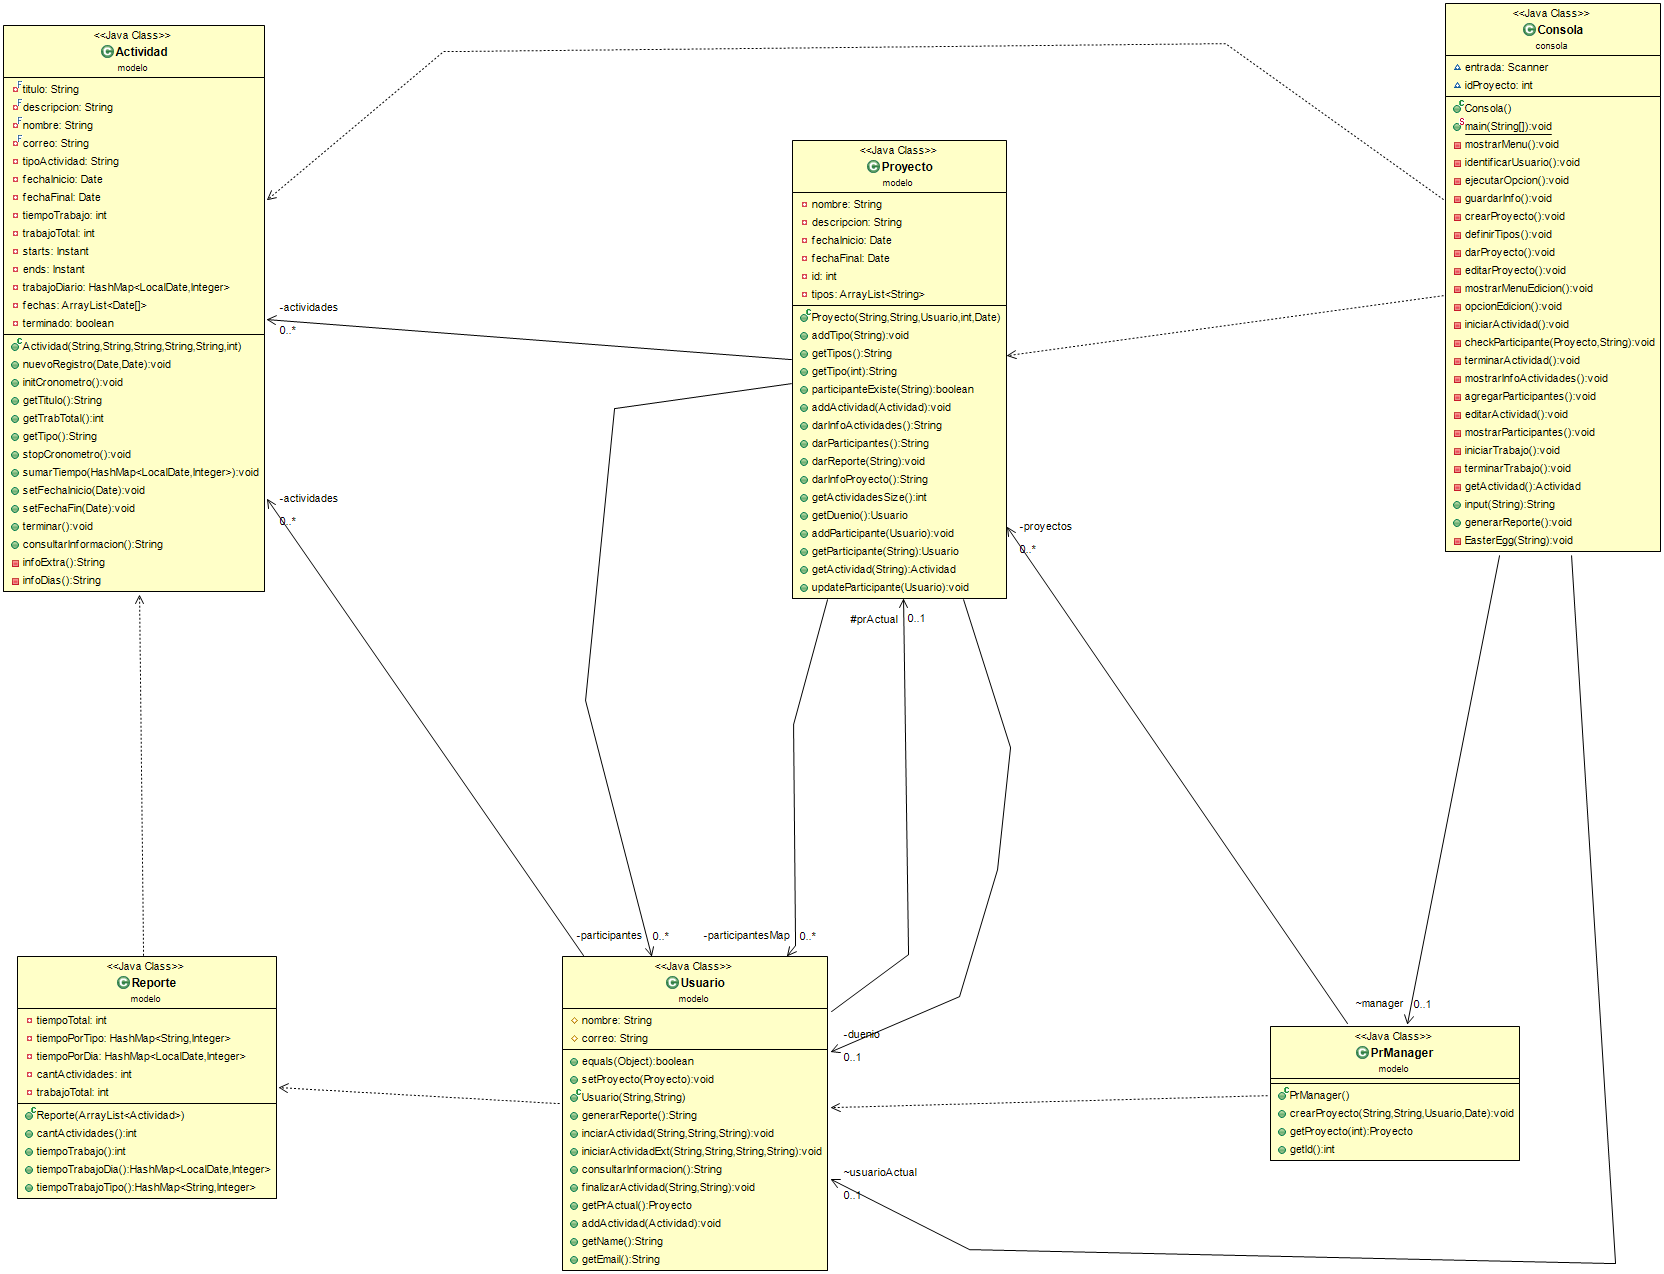 <<Java Class>>
Actividad
modelo
titulo: String
descripcion: String
nombre: String
correo: String
tipoActividad: String
fechaInicio: Date
fechaFinal: Date
tiempoTrabajo: int
trabajoTotal: int
starts: Instant
ends: Instant
trabajoDiario: HashMap<LocalDate,Integer>
fechas: ArrayList<Date[]>
terminado: boolean
Actividad(String,String,String,String,String,int)
nuevoRegistro(Date,Date):void
initCronometro():void
getTitulo():String
getTrabTotal():int
getTipo():String
stopCronometro():void
sumarTiempo(HashMap<LocalDate,Integer>):void
setFechaInicio(Date):void
setFechaFin(Date):void
terminar():void
consultarInformacion():String
infoExtra():String
infoDias():String
-actividades
0..*
-actividades
0..*
<<Java Class>>
Proyecto
modelo
nombre: String
descripcion: String
fechaInicio: Date
fechaFinal: Date
id: int
tipos: ArrayList<String>
Proyecto(String,String,Usuario,int,Date)
addTipo(String):void
getTipos():String
getTipo(int):String
participanteExiste(String):boolean
addActividad(Actividad):void
darInfoActividades():String
darParticipantes():String
darReporte(String):void
darInfoProyecto():String
getActividadesSize():int
getDuenio():Usuario
addParticipante(Usuario):void
getParticipante(String):Usuario
getActividad(String):Actividad
updateParticipante(Usuario):void
#prActual
0..1
-proyectos
0..*
<<Java Class>>
Consola
consola
entrada: Scanner
idProyecto: int
Consola()
main(String[]):void
mostrarMenu():void
identificarUsuario():void
ejecutarOpcion():void
guardarInfo():void
crearProyecto():void
definirTipos():void
darProyecto():void
editarProyecto():void
mostrarMenuEdicion():void
opcionEdicion():void
iniciarActividad():void
checkParticipante(Proyecto,String):void
terminarActividad():void
mostrarInfoActividades():void
agregarParticipantes():void
editarActividad():void
mostrarParticipantes():void
iniciarTrabajo():void
terminarTrabajo():void
getActividad():Actividad
input(String):String
generarReporte():void
EasterEgg(String):void
<<Java Class>>
Reporte
modelo
tiempoTotal: int
tiempoPorTipo: HashMap<String,Integer>
tiempoPorDia: HashMap<LocalDate,Integer>
cantActividades: int
trabajoTotal: int
Reporte(ArrayList<Actividad>)
cantActividades():int
tiempoTrabajo():int
tiempoTrabajoDia():HashMap<LocalDate,Integer>
tiempoTrabajoTipo():HashMap<String,Integer>
-participantes
0..*
-participantesMap
0..*
<<Java Class>>
Usuario
modelo
nombre: String
correo: String
equals(Object):boolean
setProyecto(Proyecto):void
Usuario(String,String)
generarReporte():String
inciarActividad(String,String,String):void
iniciarActividadExt(String,String,String,String):void
consultarInformacion():String
finalizarActividad(String,String):void
getPrActual():Proyecto
addActividad(Actividad):void
getName():String
getEmail():String
-duenio
0..1
~usuarioActual
0..1
~manager
0..1
<<Java Class>>
PrManager
modelo
PrManager()
crearProyecto(String,String,Usuario,Date):void
getProyecto(int):Proyecto
getId():int